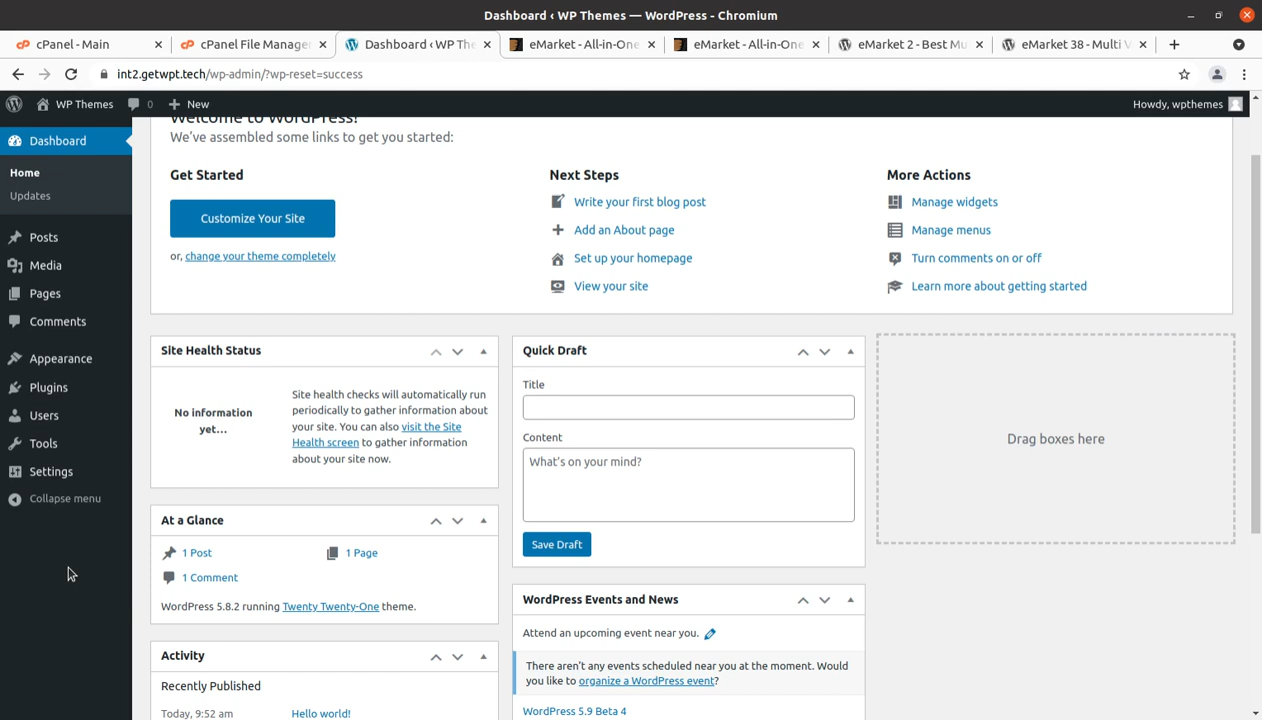 Dashboard ‹ WP Themes — WordPress - Chromium
cPanel - Main
cPanel File Manager
Dashboard ‹ WP The
eMarket - All-in-One
eMarket - All-in-One
eMarket 2 - Best Mu
eMarket 38 - Multi V
int2.getwpt.tech/wp-admin/?wp-reset=success
WP Themes
0
New
Howdy, wpthemes
Dashboard
Home
Updates
Posts
Media
Pages
Comments
Appearance
Plugins
Users
Tools
Settings
Collapse menu
Welcome to WordPress!
We've assembled some links to get you started:
Get Started
Customize Your Site
or, change your theme completely
Next Steps
Write your first blog post
Add an About page
Set up your homepage
View your site
More Actions
Manage widgets
Manage menus
Turn comments on or off
Learn more about getting started
Site Health Status
No information
yet...
Site health checks will automatically run
periodically to gather information about
your site. You can also visit the Site
Health screen to gather information
about your site now.
At a Glance
1 Post
1 Page
1 Comment
WordPress 5.8.2 running Twenty Twenty-One theme.
Activity
Recently Published
Today, 9:52 am
Hello world!
Quick Draft
Title
Content
What's on your mind?
Save Draft
WordPress Events and News
Attend an upcoming event near you.
There aren't any events scheduled near you at the moment. Would
you like to organize a WordPress event?
WordPress 5.9 Beta 4
Drag boxes here